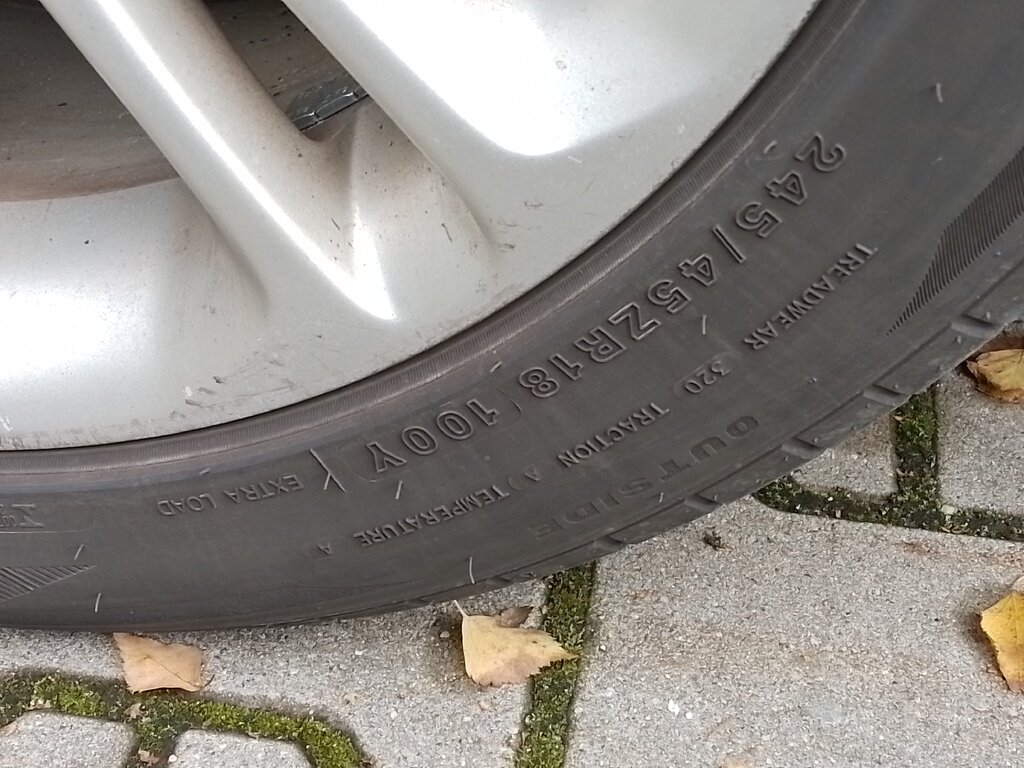 245/45ZR18 100Y EXTRA LOAD
TREADWEAR 320 TRACTION A TEMPERATURE A
OUTSIDE